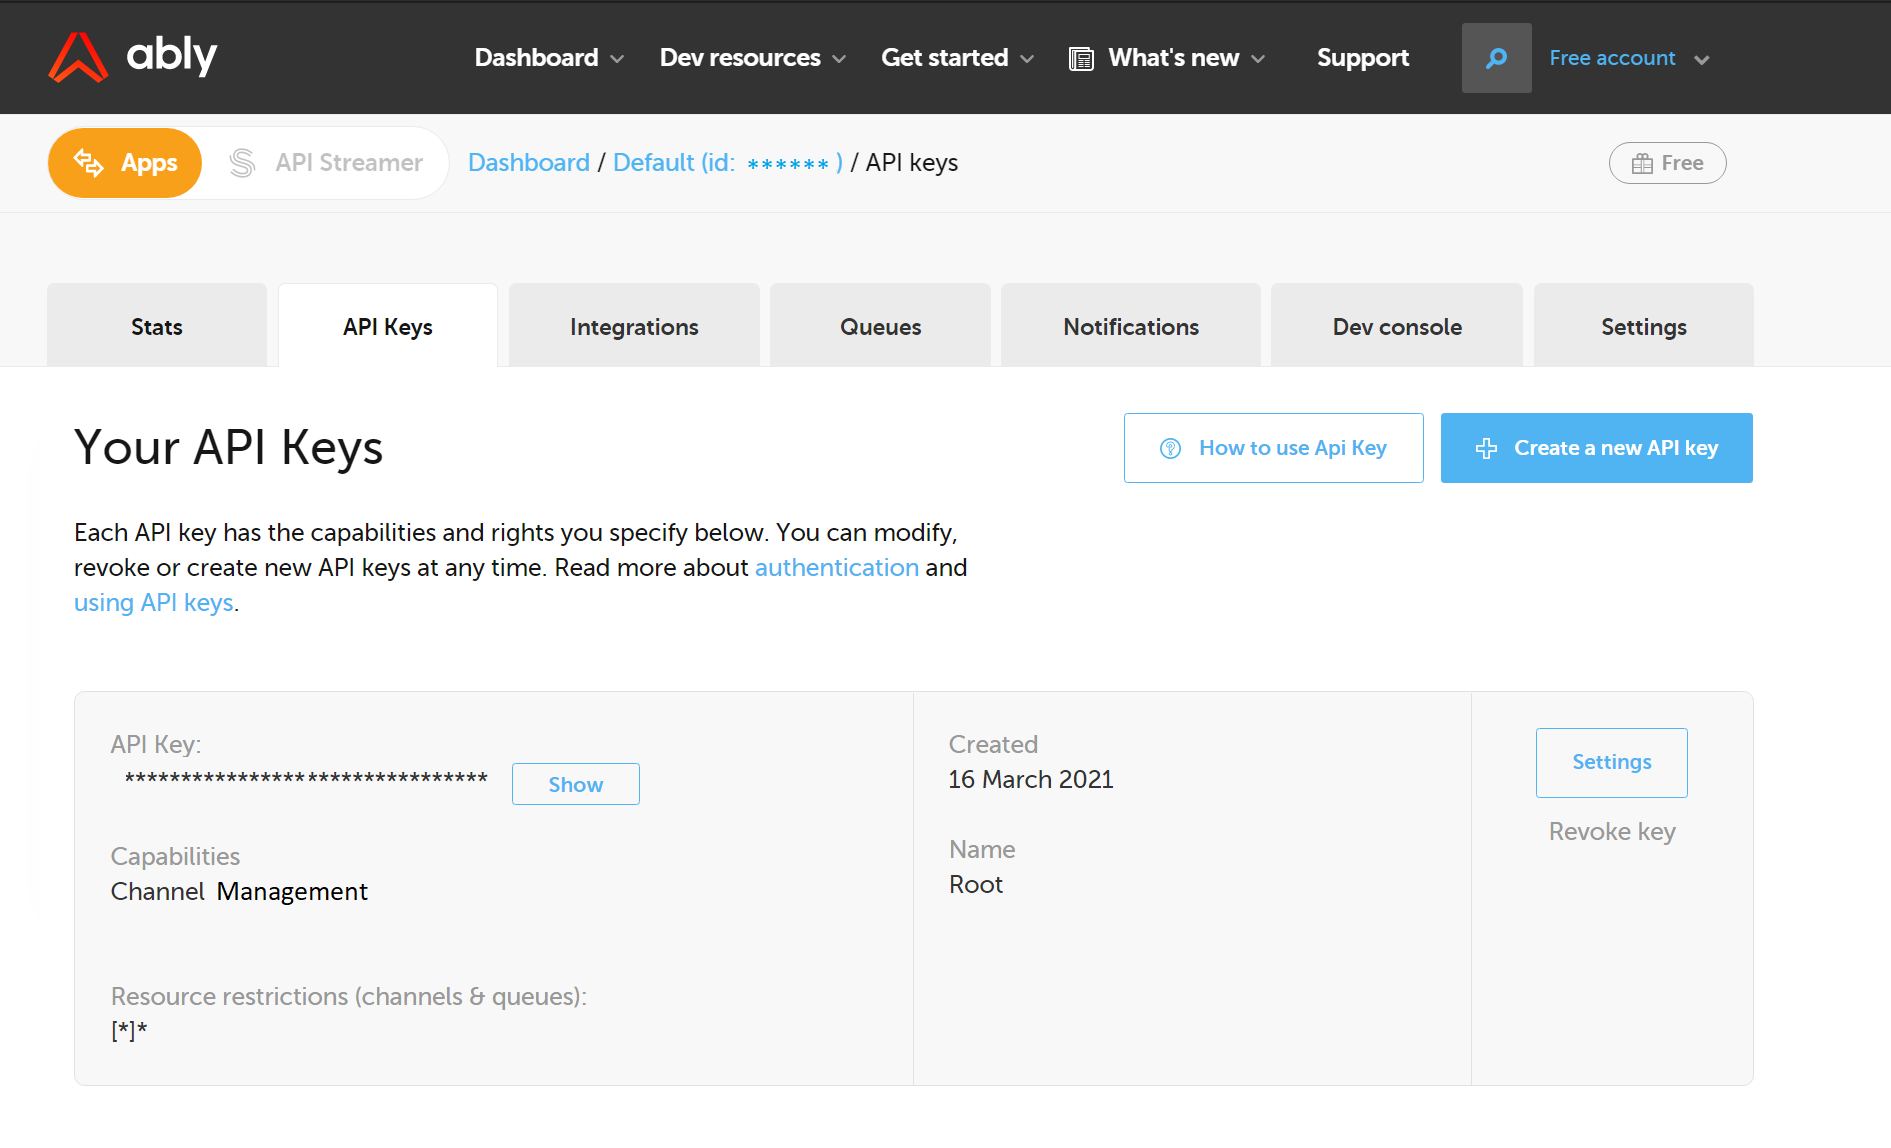 ably
Dashboard Dev resources Get started What's new Support Free account
Apps API Streamer Dashboard / Default (id: ****** ) / API keys Free
Stats API Keys Integrations Queues Notifications Dev console Settings
Your API Keys
How to use Api Key Create a new API key
Each API key has the capabilities and rights you specify below. You can modify,
revoke or create new API keys at any time. Read more about authentication and
using API keys.
API Key:
******************************** Show
Capabilities
Channel Management
Resource restrictions (channels & queues):
[*]*
Created
16 March 2021
Name
Root
Settings
Revoke key